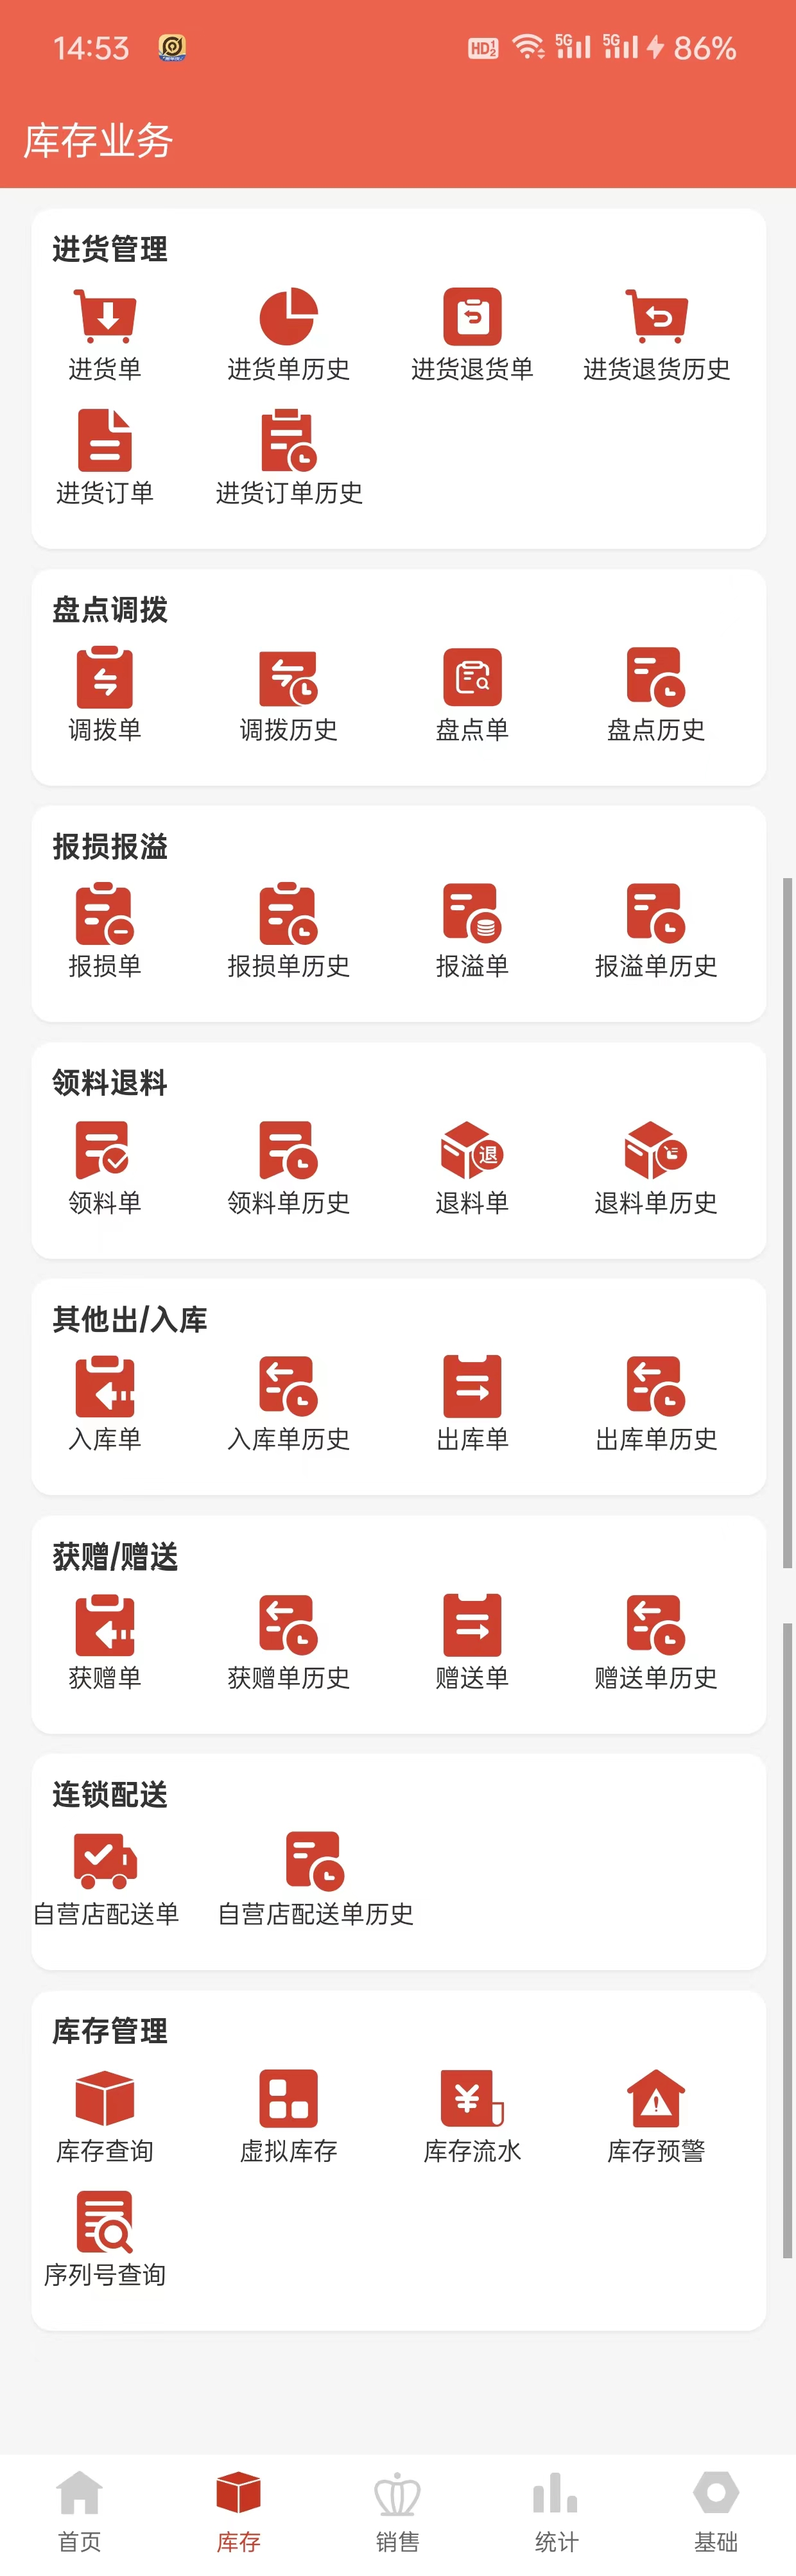 14:53 HD 1 2 5G 5G 86%
库存业务
进货管理
进货单 进货单历史 进货退货单 进货退货历史
进货订单 进货订单历史
盘点调拨
调拨单 调拨历史 盘点单 盘点历史
报损报溢
报损单 报损单历史 报溢单 报溢单历史
领料退料
退
领料单 领料单历史 退料单 退料单历史
其他出/入库
入库单 入库单历史 出库单 出库单历史
获赠/赠送
获赠单 获赠单历史 赠送单 赠送单历史
连锁配送
自营店配送单 自营店配送单历史
库存管理
¥
库存查询 虚拟库存 库存流水 库存预警
序列号查询
首页 库存 销售 统计 基础